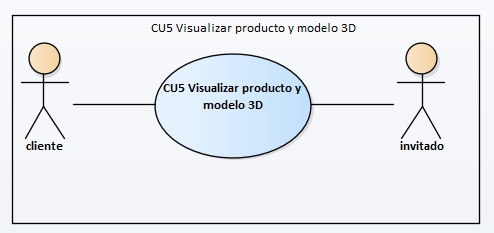 CU5 Visualizar producto y modelo 3D
CU5 Visualizar producto y
modelo 3D
cliente
invitado